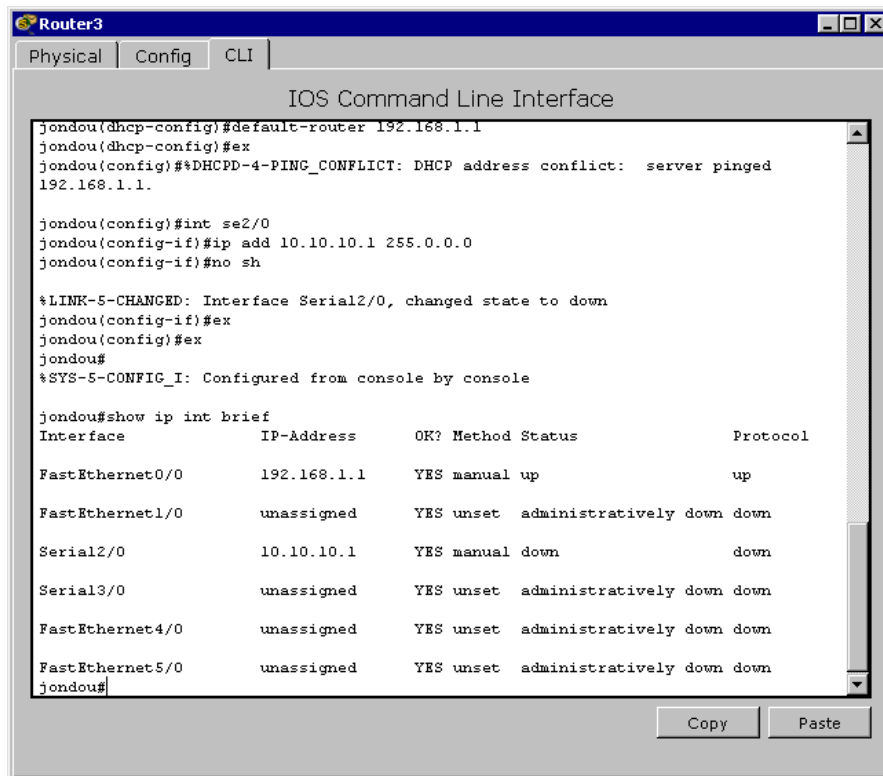 Router3
Physical Config CLI
IOS Command Line Interface
jondou(dhcp-config)#default-router 192.168.1.1
jondou(dhcp-config)#ex
jondou(config)#%DHCPD-4-PING_CONFLICT: DHCP address conflict:  server pinged
192.168.1.1.
jondou(config)#int se2/0
jondou(config-if)#ip add 10.10.10.1 255.0.0.0
jondou(config-if)#no sh
%LINK-5-CHANGED: Interface Serial2/0, changed state to down
jondou(config-if)#ex
jondou(config)#ex
jondou#
%SYS-5-CONFIG_I: Configured from console by console
jondou#show ip int brief
Interface IP-Address OK? Method Status Protocol
FastEthernet0/0 192.168.1.1 YES manual up up
FastEthernet1/0 unassigned YES unset administratively down down
Serial2/0 10.10.10.1 YES manual down down
Serial3/0 unassigned YES unset administratively down down
FastEthernet4/0 unassigned YES unset administratively down down
FastEthernet5/0 unassigned YES unset administratively down down
jondou#
Copy Paste